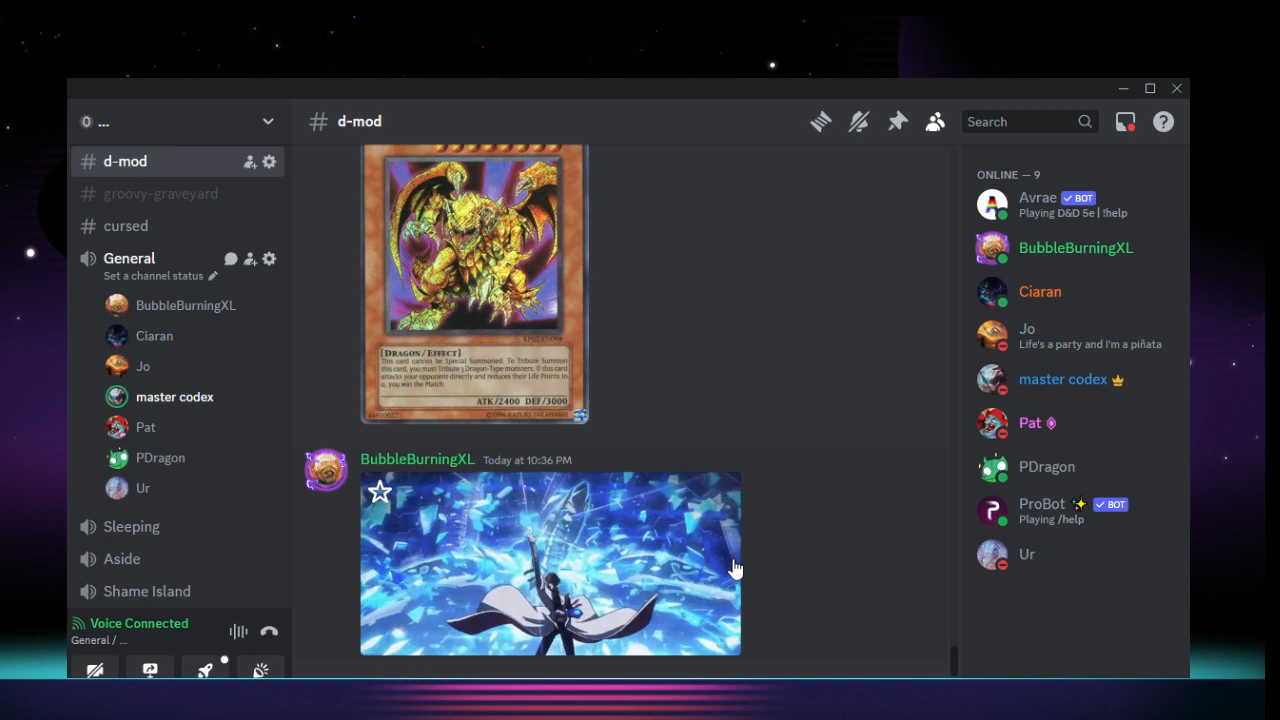 ...
d-mod
Search
d-mod
groovy-graveyard
cursed
General
Set a channel status
BubbleBurningXL
Ciaran
Jo
master codex
Pat
PDragon
Ur
Sleeping
Aside
Shame Island
Voice Connected
General / ...
[DRAGON/EFFECT]
This card cannot be Special Summoned. To Tribute Summon
this card, you must Tribute 3 Dragon-Type monsters. If this card
attacks your opponent directly and reduces their Life Points to
0, you win the Match.
ATK/2400 DEF/3000
©1996 KAZUKI TAKAHASHI
BubbleBurningXL Today at 10:36 PM
ONLINE — 9
Avrae BOT
Playing D&D 5e | !help
BubbleBurningXL
Ciaran
Jo
Life's a party and I'm a piñata
master codex
Pat
PDragon
ProBot BOT
Playing /help
Ur